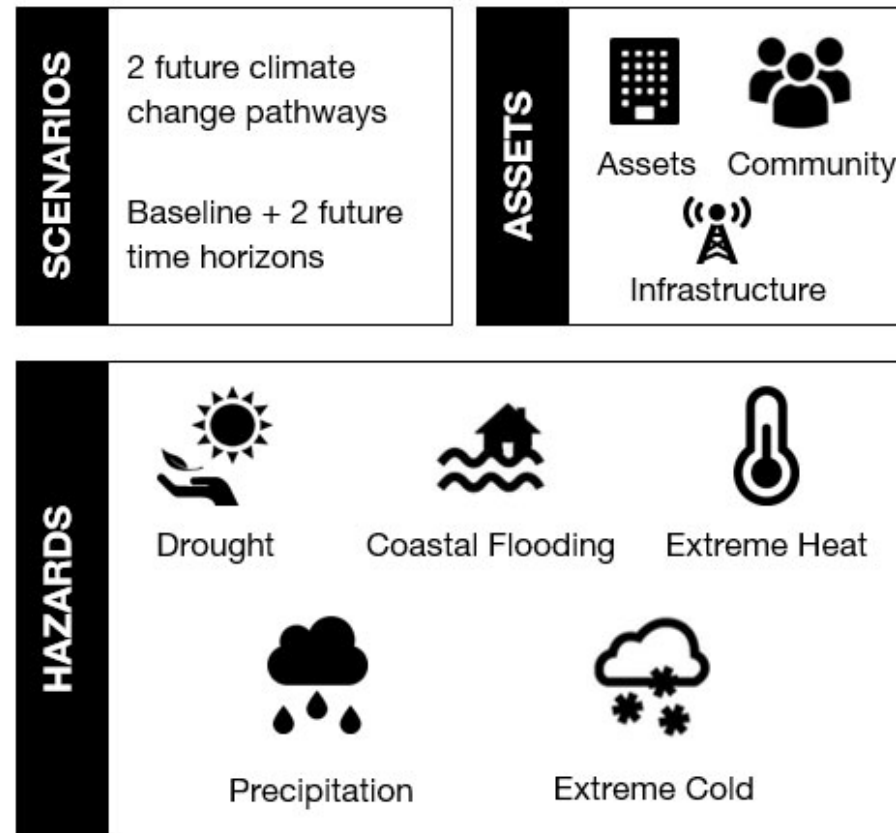 SCENARIOS
2 future climate
change pathways
Baseline + 2 future
time horizons
ASSETS
Assets
Community
Infrastructure
HAZARDS
Drought
Coastal Flooding
Extreme Heat
Precipitation
Extreme Cold